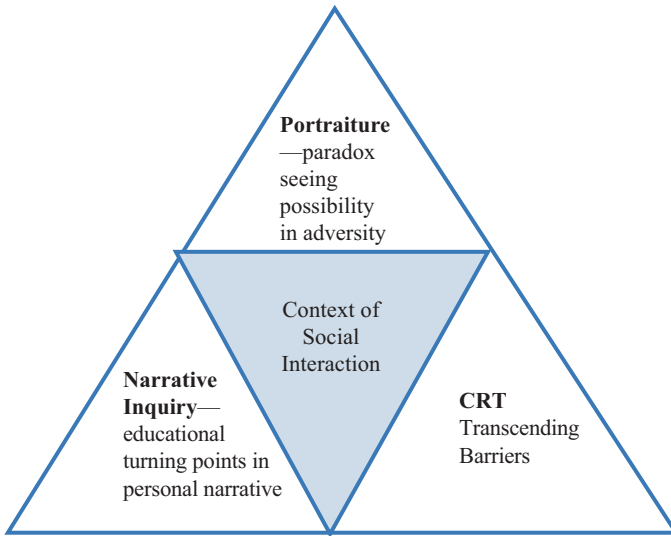 Portraiture
—paradox
seeing
possibility
in adversity
Context of
Social
Interaction
Narrative
Inquiry—
educational
turning points in
personal narrative
CRT
Transcending
Barriers